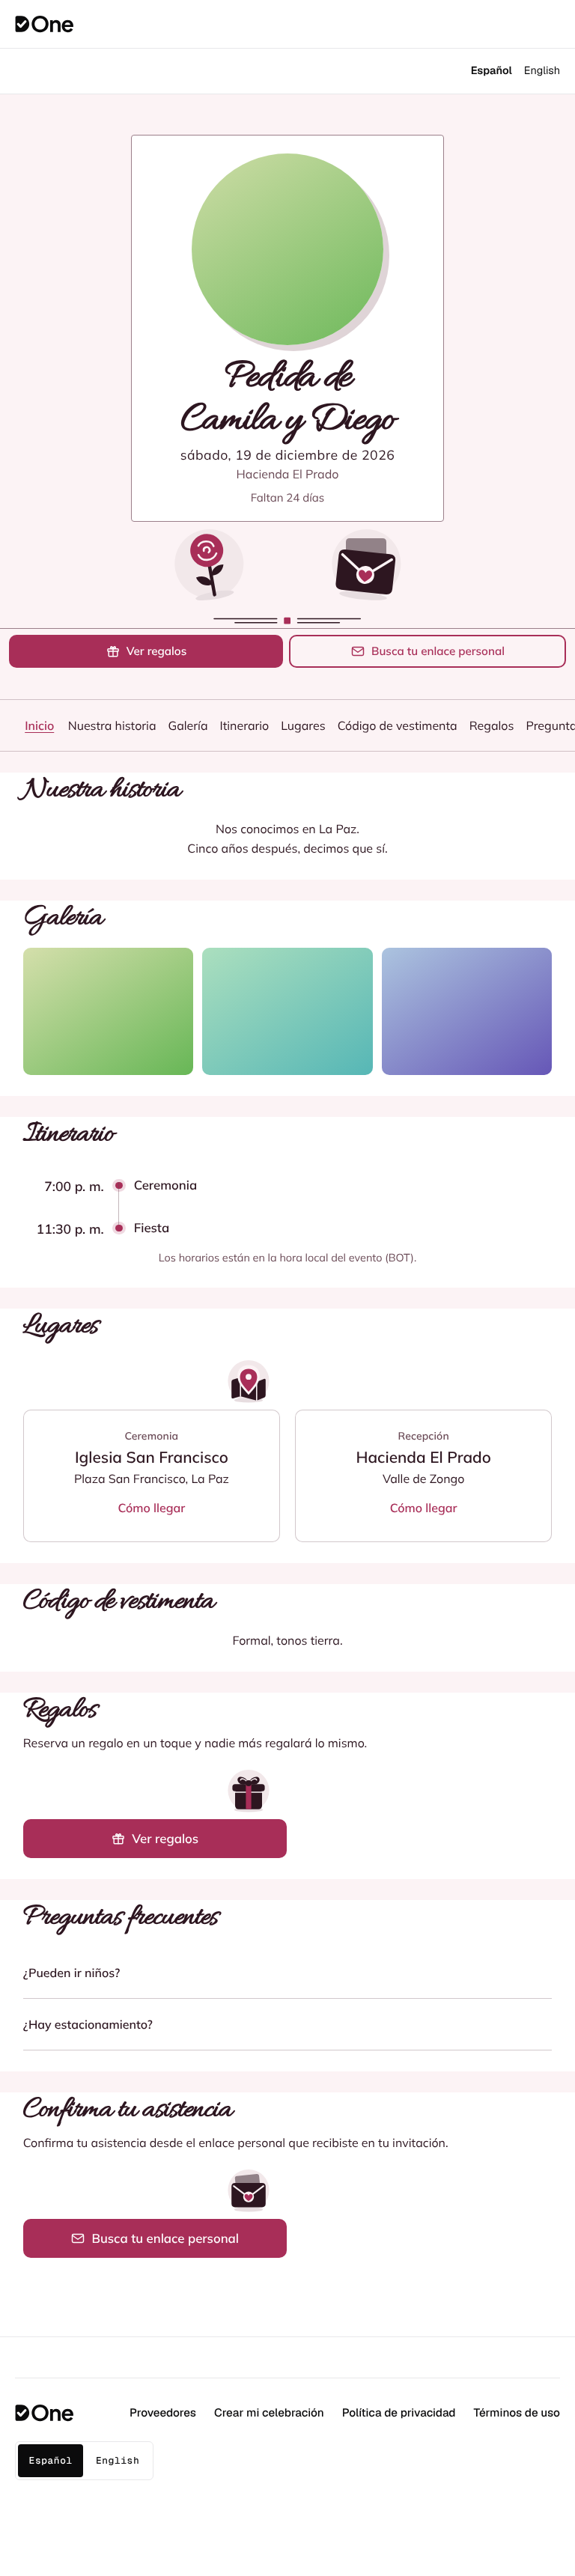 One
Español English
Pedida de
Camila y Diego
sábado, 19 de diciembre de 2026
Hacienda El Prado
Faltan 24 días
Ver regalos
Busca tu enlace personal
Inicio Nuestra historia Galería Itinerario Lugares Código de vestimenta Regalos Pregunta
Nuestra historia
Nos conocimos en La Paz.
Cinco años después, decimos que sí.
Galería
Itinerario
7:00 p. m. Ceremonia
11:30 p. m. Fiesta
Los horarios están en la hora local del evento (BOT).
Lugares
Ceremonia
Iglesia San Francisco
Plaza San Francisco, La Paz
Cómo llegar
Recepción
Hacienda El Prado
Valle de Zongo
Cómo llegar
Código de vestimenta
Formal, tonos tierra.
Regalos
Reserva un regalo en un toque y nadie más regalará lo mismo.
Ver regalos
Preguntas frecuentes
¿Pueden ir niños?
¿Hay estacionamiento?
Confirma tu asistencia
Confirma tu asistencia desde el enlace personal que recibiste en tu invitación.
Busca tu enlace personal
One
Proveedores Crear mi celebración Política de privacidad Términos de uso
Español English